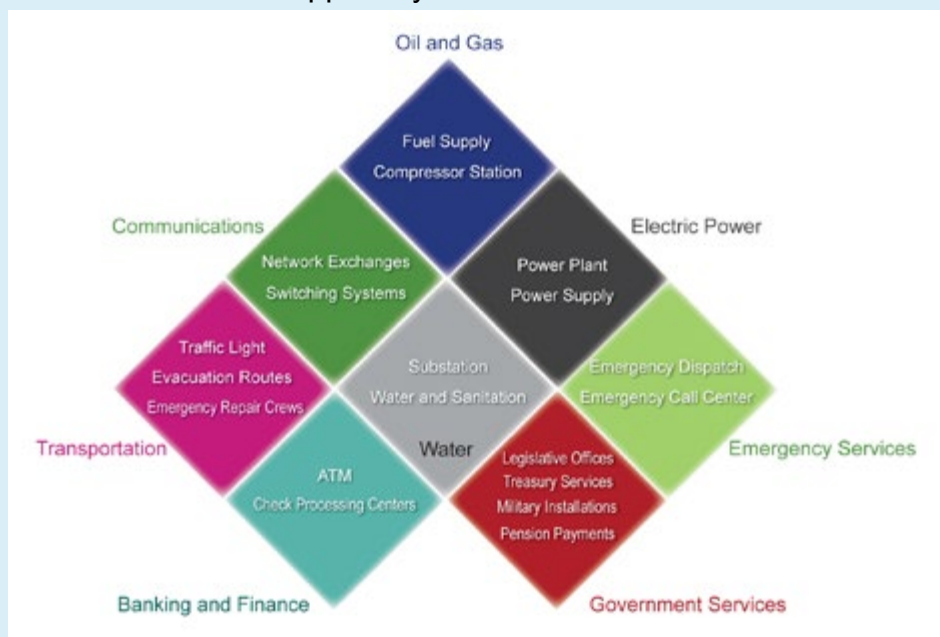 Oil and Gas
Fuel Supply
Compressor Station
Communications
Electric Power
Network Exchanges
Switching Systems
Power Plant
Power Supply
Traffic Light
Evacuation Routes
Emergency Repair Crews
Substation
Water and Sanitation
Emergency Dispatch
Emergency Call Center
Transportation
Water
Emergency Services
ATM
Check Processing Centers
Legislative Offices
Treasury Services
Military Installations
Pension Payments
Banking and Finance
Government Services